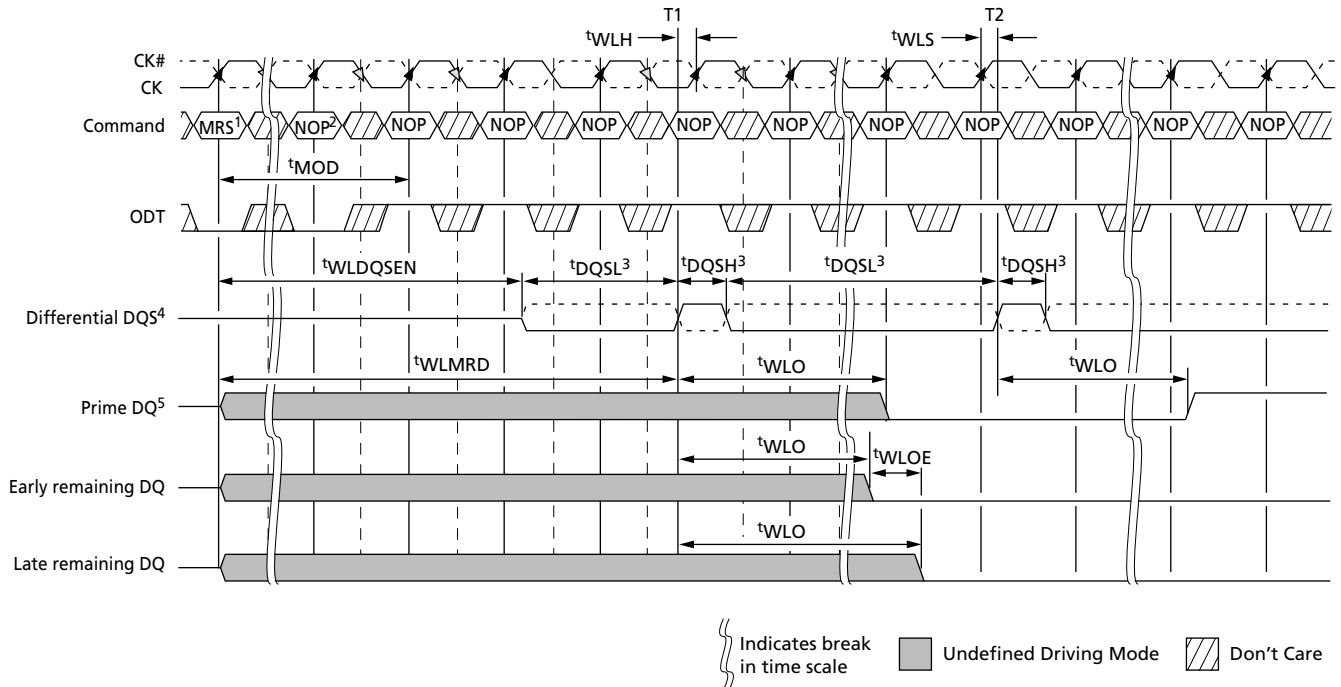 T1 T2
tWLH tWLS
CK#
CK
Command MRS1 NOP2 NOP NOP NOP NOP NOP NOP NOP NOP NOP NOP
tMOD
ODT
tWLDQSEN tDQSL3 tDQSH3 tDQSL3 tDQSH3
Differential DQS4
tWLMRD tWLO tWLO
Prime DQ5
tWLO tWLOE
Early remaining DQ
tWLO
Late remaining DQ
Indicates break
in time scale
Undefined Driving Mode
Don't Care